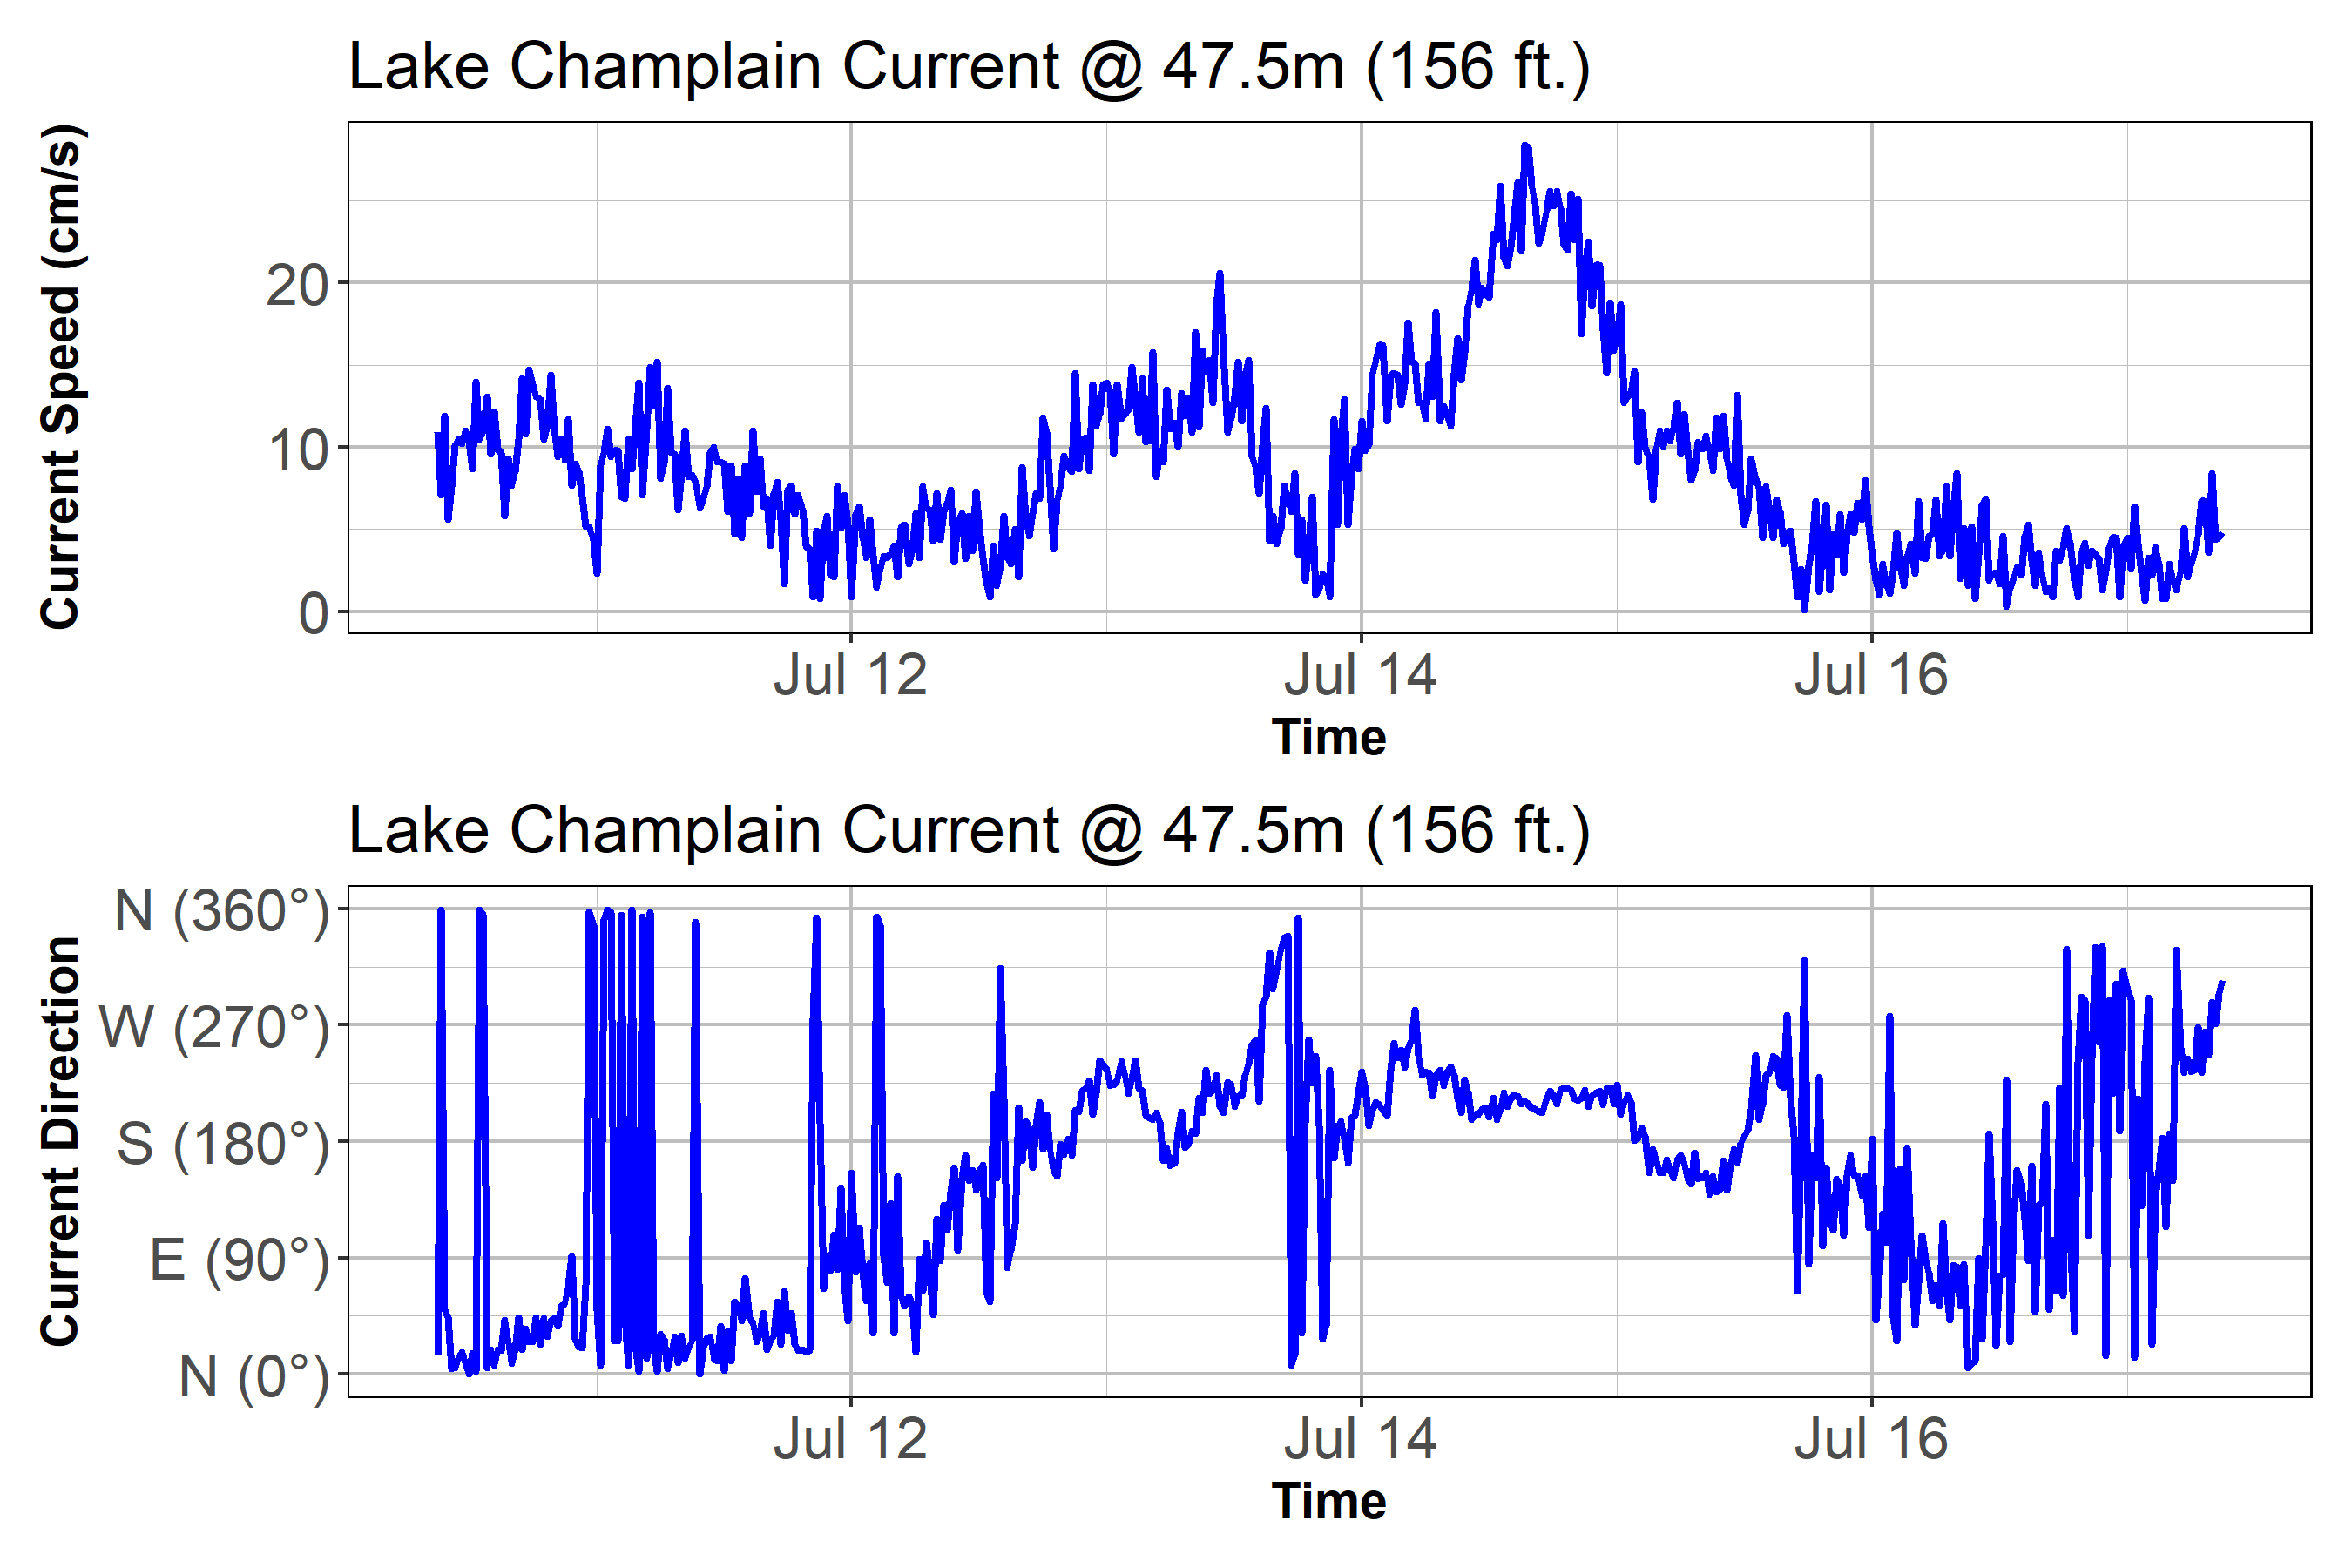 Lake Champlain Current @ 47.5m (156 ft.)
Current Speed (cm/s)
20
10
0
Jul 12
Jul 14
Jul 16
Time
Lake Champlain Current @ 47.5m (156 ft.)
Current Direction
N (360°)
W (270°)
S (180°)
E (90°)
N (0°)
Jul 12
Jul 14
Jul 16
Time